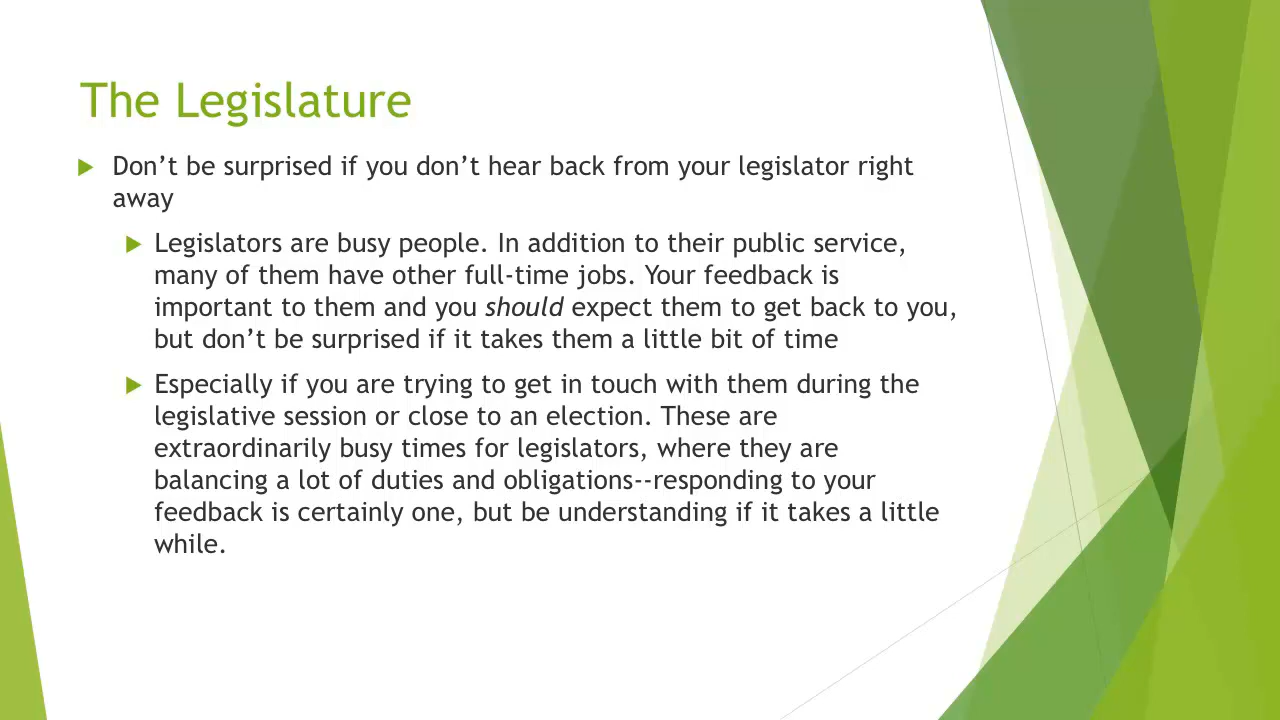 The Legislature
Don’t be surprised if you don’t hear back from your legislator right
away
Legislators are busy people. In addition to their public service,
many of them have other full-time jobs. Your feedback is
important to them and you should expect them to get back to you,
but don’t be surprised if it takes them a little bit of time
Especially if you are trying to get in touch with them during the
legislative session or close to an election. These are
extraordinarily busy times for legislators, where they are
balancing a lot of duties and obligations--responding to your
feedback is certainly one, but be understanding if it takes a little
while.